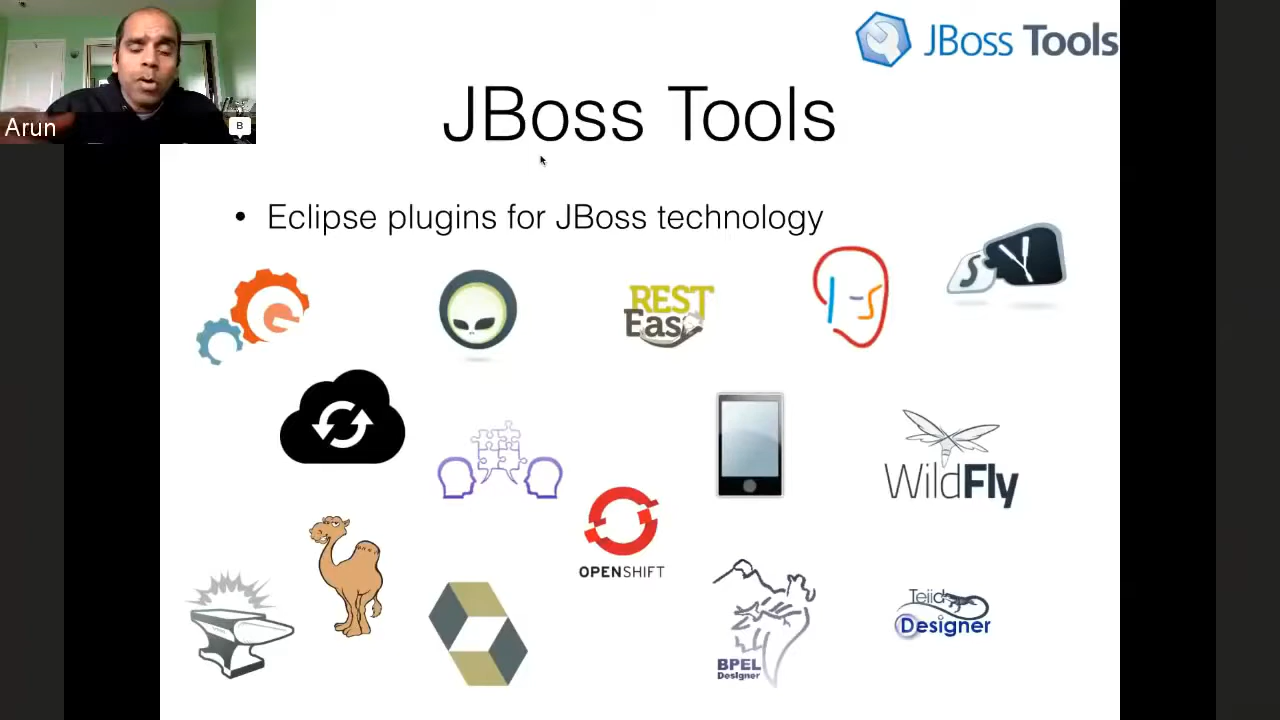 JBoss Tools
JBoss Tools
Arun
B
• Eclipse plugins for JBoss technology
S Y
REST
Easy
WildFly
OPENSHIFT
Teiid
Designer
BPEL
Designer